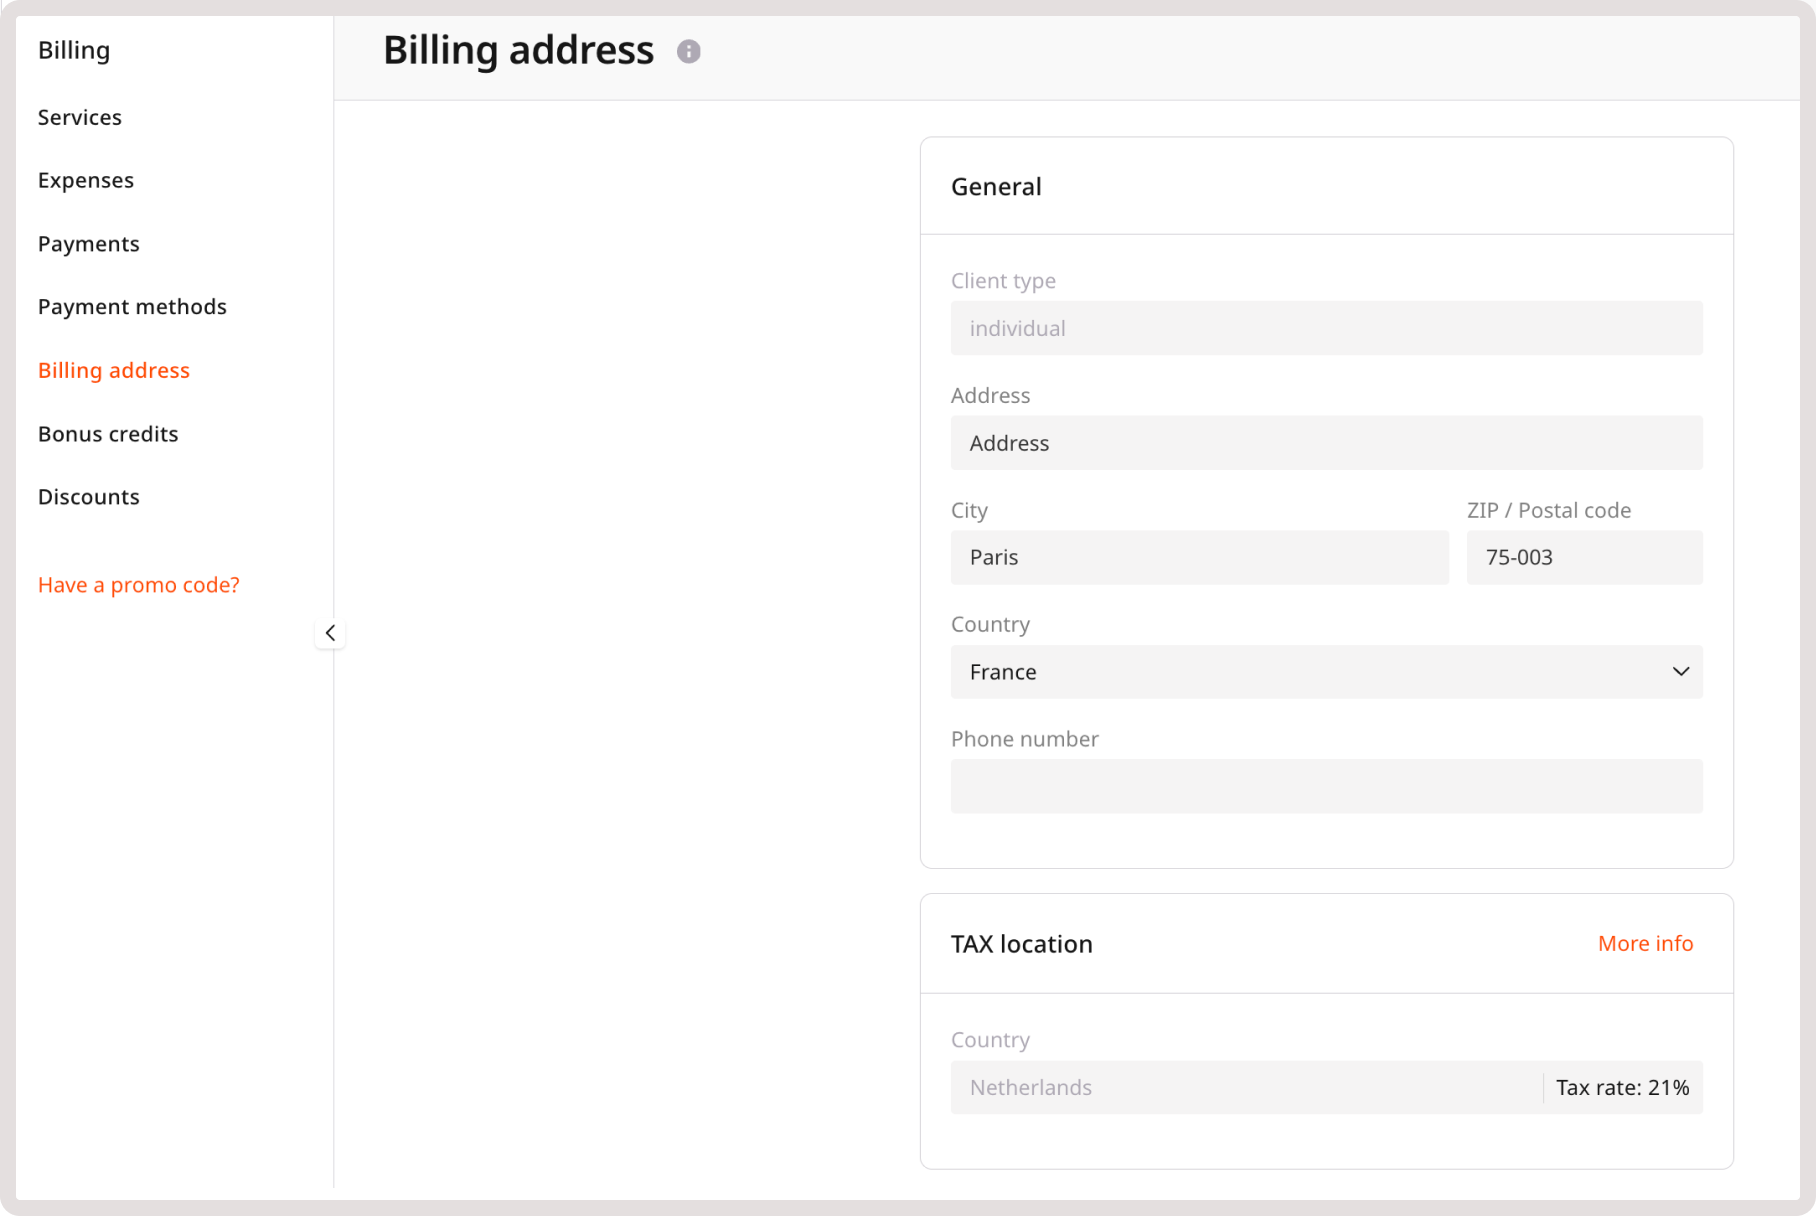 Billing
Services
Expenses
Payments
Payment methods
Billing address
Bonus credits
Discounts
Have a promo code?
Billing address
General
Client type
individual
Address
Address
City
ZIP / Postal code
Paris
75-003
Country
France
Phone number
TAX location
More info
Country
Netherlands
Tax rate: 21%